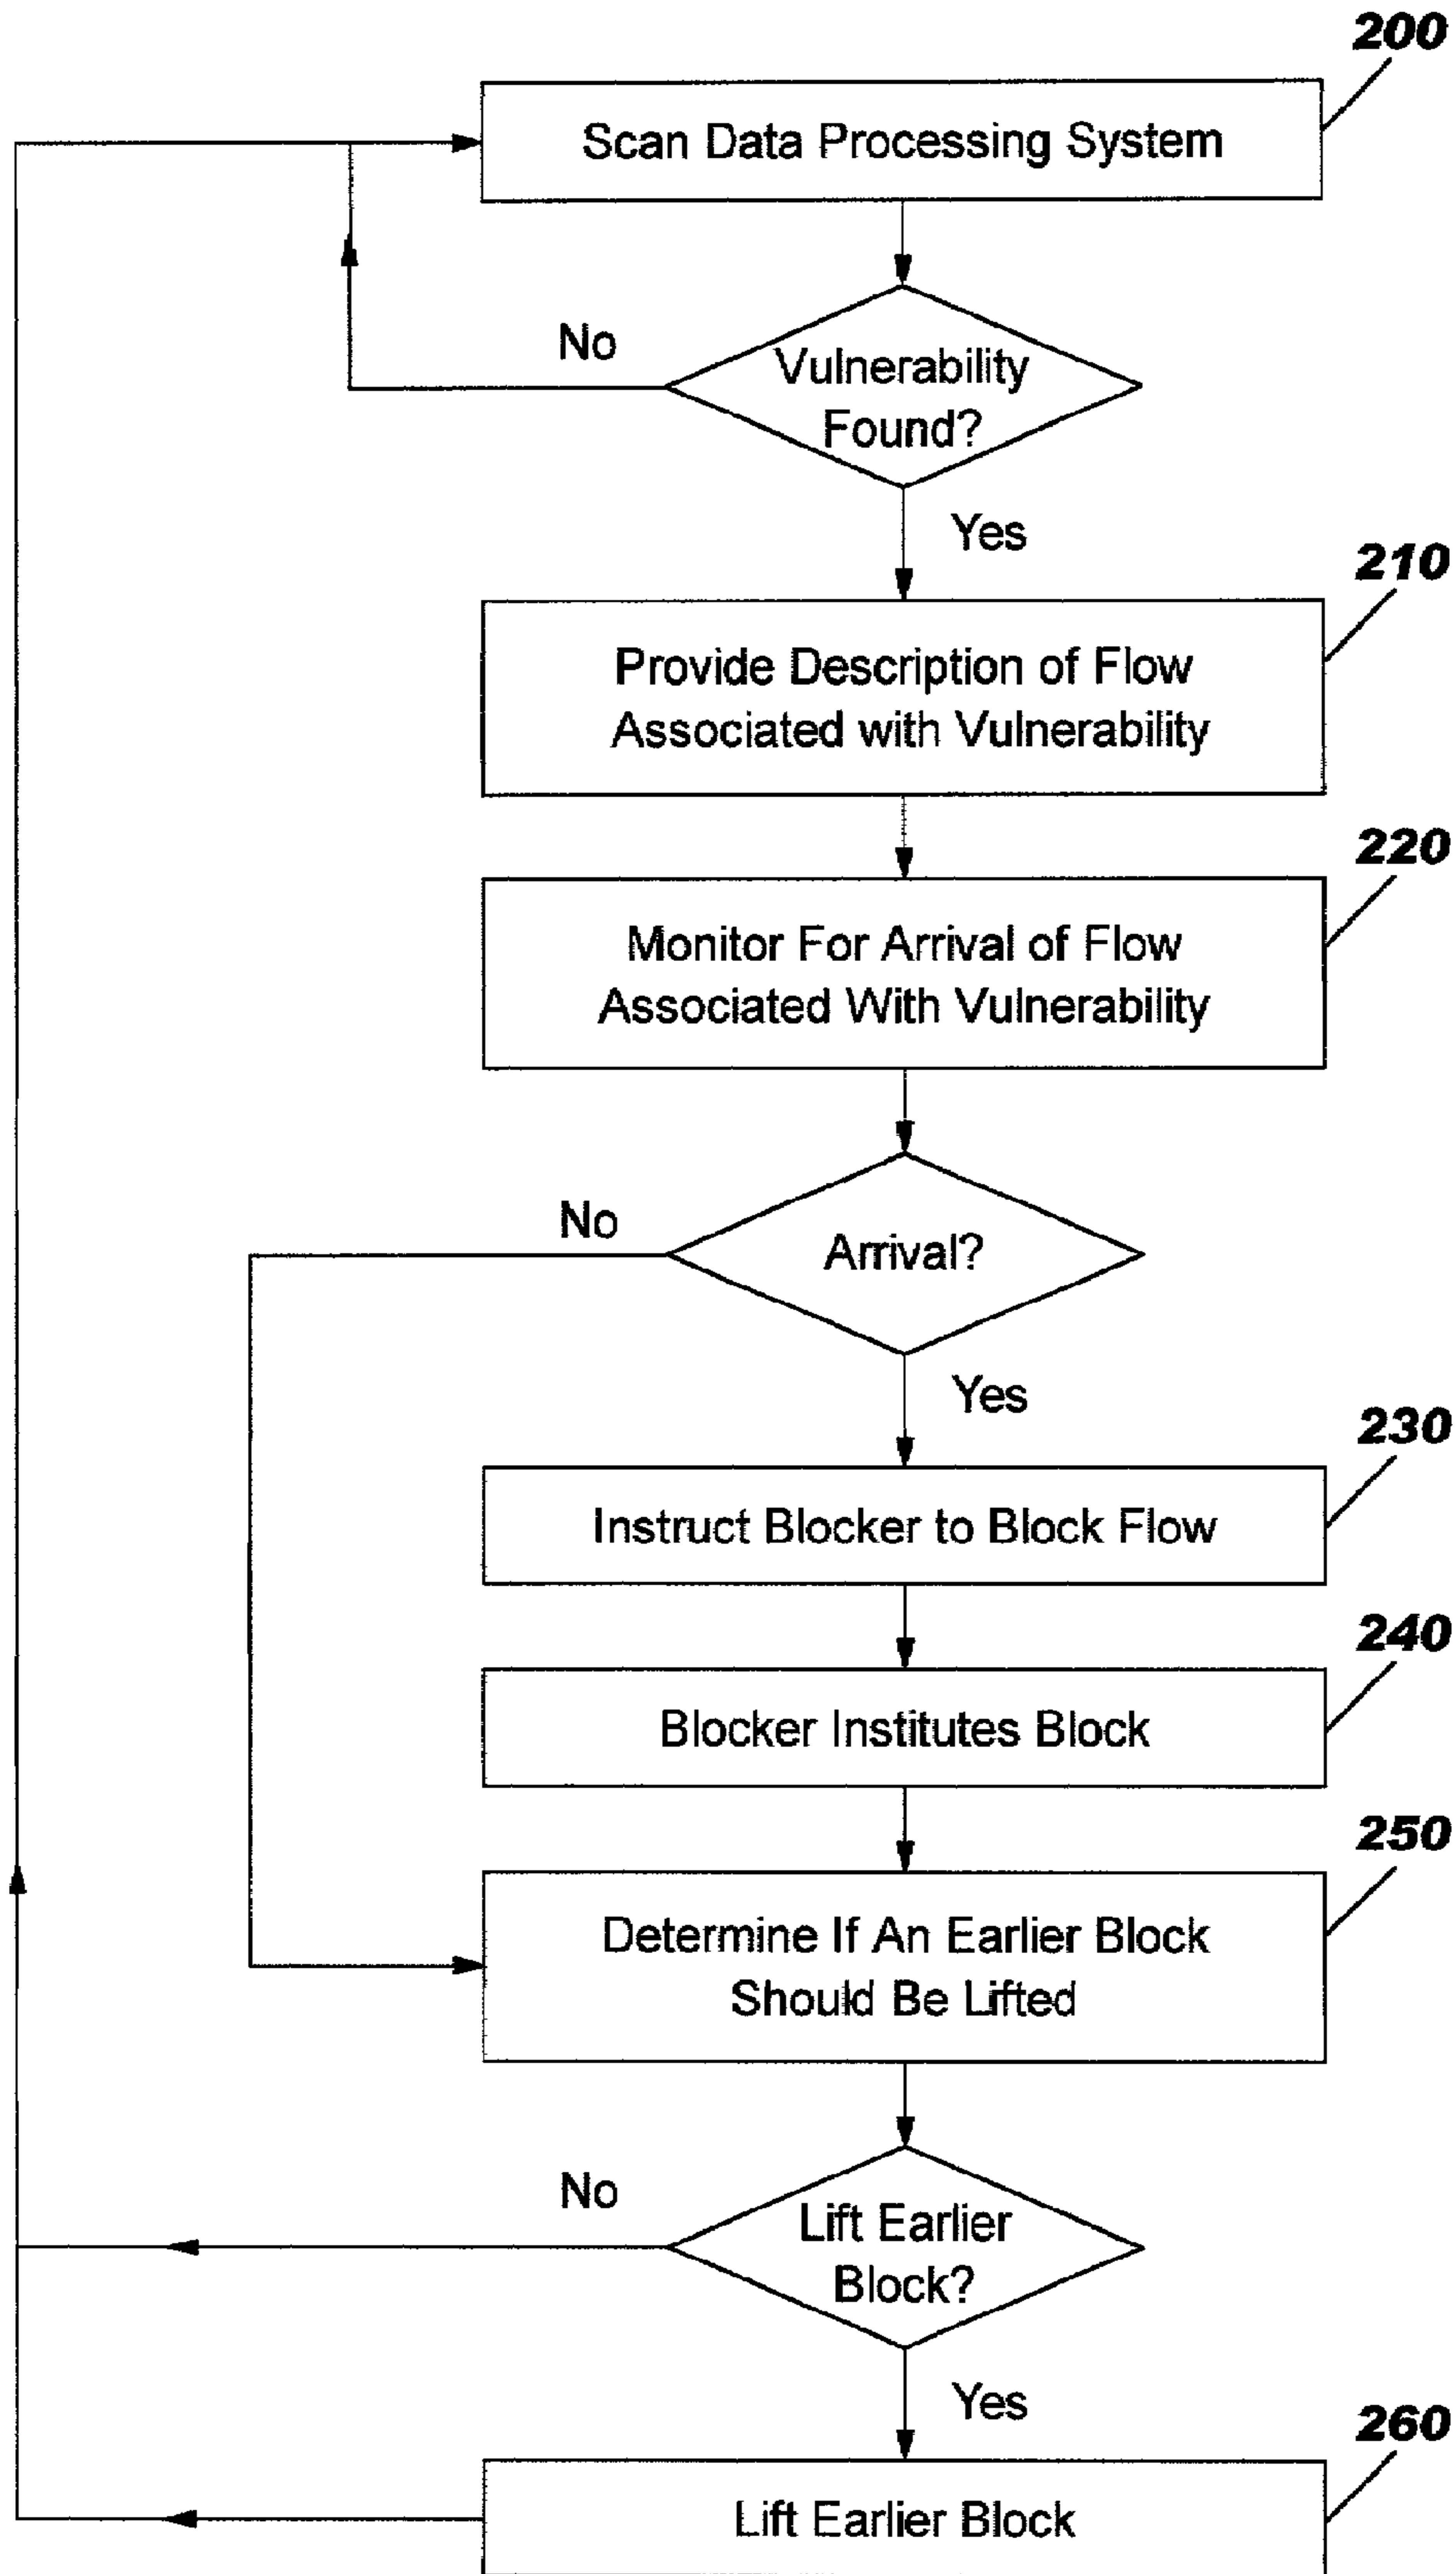 200
Scan Data Processing System
No
Vulnerability
Found?
Yes
210
Provide Description of Flow
Associated with Vulnerability
220
Monitor For Arrival of Flow
Associated With Vulnerability
No
Arrival?
Yes
230
Instruct Blocker to Block Flow
240
Blocker Institutes Block
250
Determine If An Earlier Block
Should Be Lifted
No
Lift Earlier
Block?
Yes
260
Lift Earlier Block